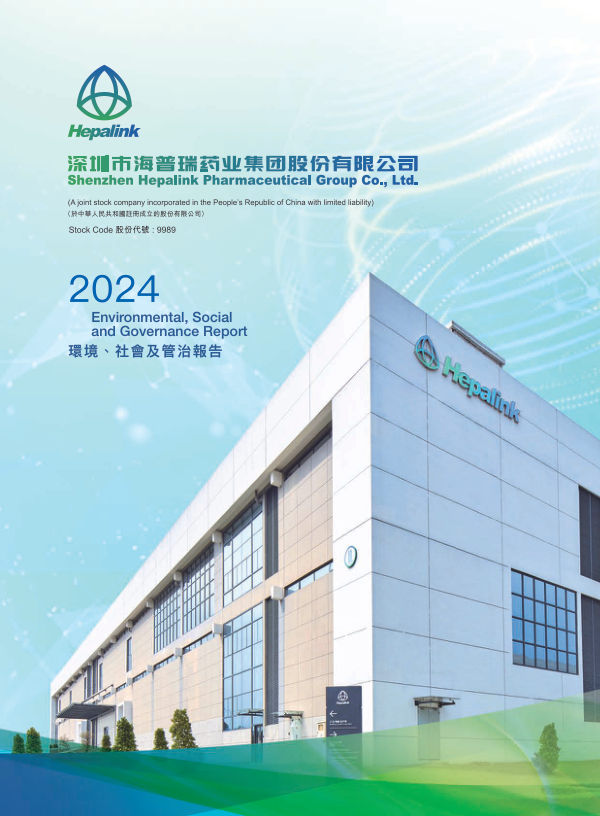 Hepalink
深圳市海普瑞药业集团股份有限公司
Shenzhen Hepalink Pharmaceutical Group Co., Ltd.
(A joint stock company incorporated in the People's Republic of China with limited liability)
(於中華人民共和國註冊成立的股份有限公司)
Stock Code 股份代號 : 9989
2024
Environmental, Social
and Governance Report
環境、社會及管治報告
Hepalink
Hepalink